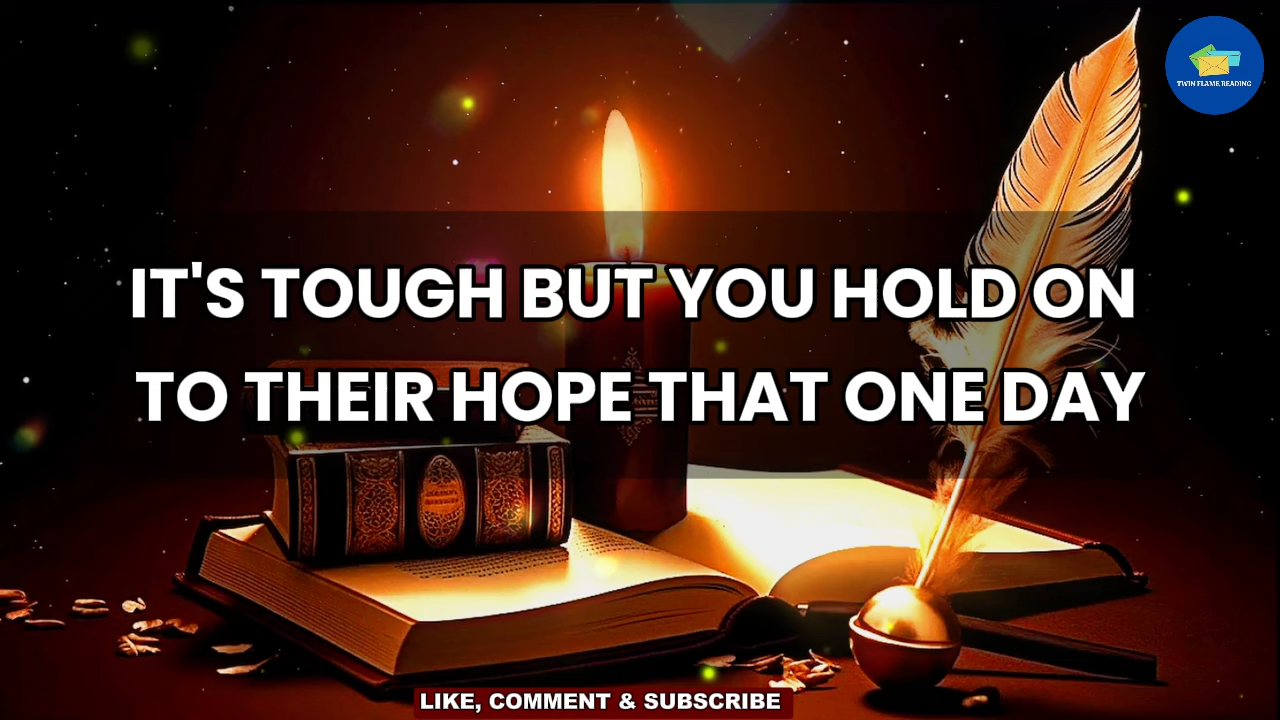 TWIN FLAME READING
IT'S TOUGH BUT YOU HOLD ON
TO THEIR HOPE THAT ONE DAY
LIKE, COMMENT & SUBSCRIBE